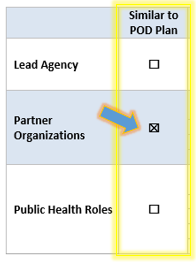 Similar to
POD Plan
Lead Agency ☐
Partner
Organizations ☒
Public Health Roles ☐